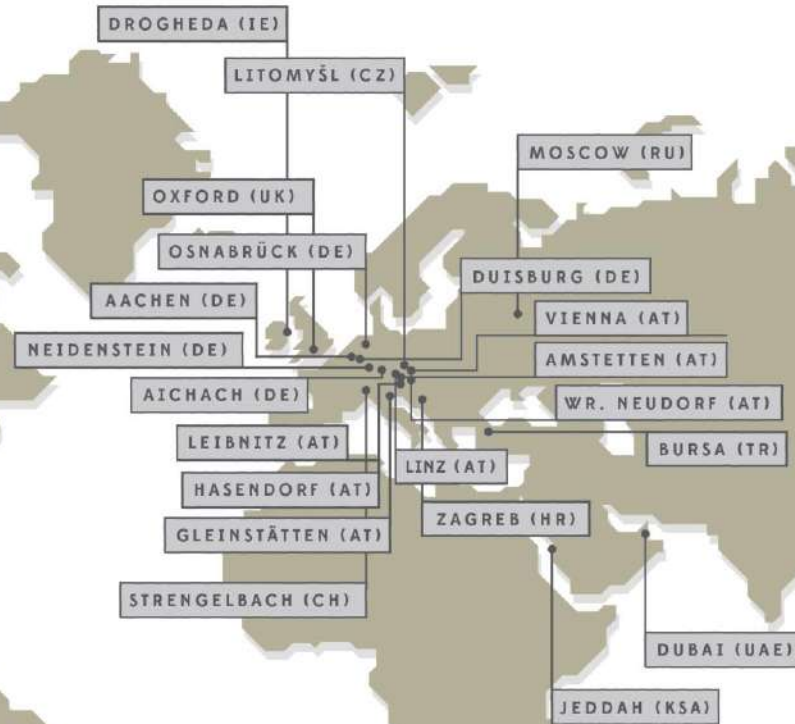 DROGHEDA (IE)
LITOMYŠL (CZ)
MOSCOW (RU)
OXFORD (UK)
OSNABRÜCK (DE)
DUISBURG (DE)
AACHEN (DE)
VIENNA (AT)
NEIDENSTEIN (DE)
AMSTETTEN (AT)
AICHACH (DE)
WR. NEUDORF (AT)
LEIBNITZ (AT)
BURSA (TR)
LINZ (AT)
HASENDORF (AT)
ZAGREB (HR)
GLEINSTÄTTEN (AT)
STRENGELBACH (CH)
DUBAI (UAE)
JEDDAH (KSA)